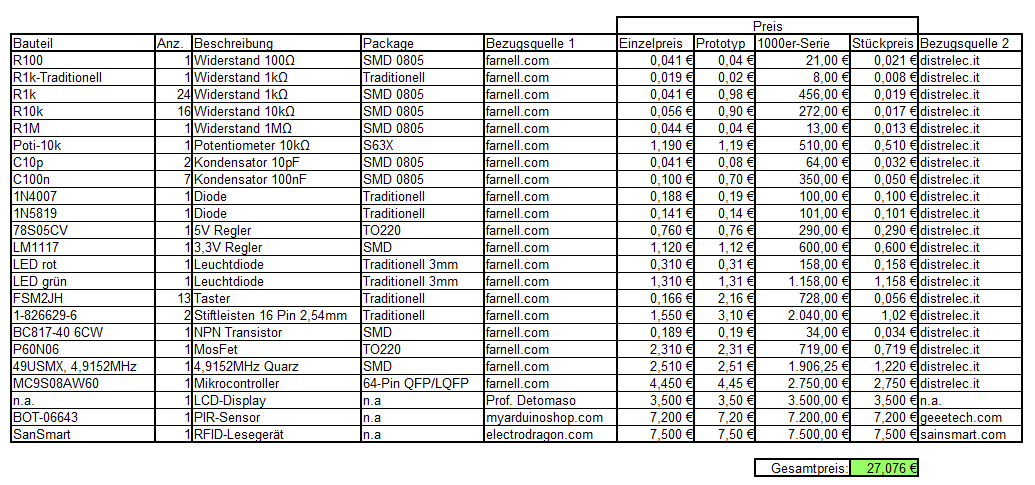 Preis
Bauteil Anz. Beschreibung Package Bezugsquelle 1 Einzelpreis Prototyp 1000er-Serie Stückpreis Bezugsquelle 2
R100 1 Widerstand 100Ω SMD 0805 farnell.com 0,041 € 0,04 € 21,00 € 0,021 € distrelec.it
R1k-Traditionell 1 Widerstand 1kΩ Traditionell farnell.com 0,019 € 0,02 € 8,00 € 0,008 € distrelec.it
R1k 24 Widerstand 1kΩ SMD 0805 farnell.com 0,041 € 0,98 € 456,00 € 0,019 € distrelec.it
R10k 16 Widerstand 10kΩ SMD 0805 farnell.com 0,056 € 0,90 € 272,00 € 0,017 € distrelec.it
R1M 1 Widerstand 1MΩ SMD 0805 farnell.com 0,044 € 0,04 € 13,00 € 0,013 € distrelec.it
Poti-10k 1 Potentiometer 10kΩ S63X farnell.com 1,190 € 1,19 € 510,00 € 0,510 € distrelec.it
C10p 2 Kondensator 10pF SMD 0805 farnell.com 0,041 € 0,08 € 64,00 € 0,032 € distrelec.it
C100n 7 Kondensator 100nF SMD 0805 farnell.com 0,100 € 0,70 € 350,00 € 0,050 € distrelec.it
1N4007 1 Diode Traditionell farnell.com 0,188 € 0,19 € 100,00 € 0,100 € distrelec.it
1N5819 1 Diode Traditionell farnell.com 0,141 € 0,14 € 101,00 € 0,101 € distrelec.it
78S05CV 1 5V Regler TO220 farnell.com 0,760 € 0,76 € 290,00 € 0,290 € distrelec.it
LM1117 1 3,3V Regler SMD farnell.com 1,120 € 1,12 € 600,00 € 0,600 € distrelec.it
LED rot 1 Leuchtdiode Traditionell 3mm farnell.com 0,310 € 0,31 € 158,00 € 0,158 € distrelec.it
LED grün 1 Leuchtdiode Traditionell 3mm farnell.com 1,310 € 1,31 € 1.158,00 € 1,158 € distrelec.it
FSM2JH 13 Taster Traditionell farnell.com 0,166 € 2,16 € 728,00 € 0,056 € distrelec.it
1-826629-6 2 Stiftleisten 16 Pin 2,54mm Traditionell farnell.com 1,550 € 3,10 € 2.040,00 € 1,02 € distrelec.it
BC817-40 6CW 1 NPN Transistor SMD farnell.com 0,189 € 0,19 € 34,00 € 0,034 € distrelec.it
P60N06 1 MosFet TO220 farnell.com 2,310 € 2,31 € 719,00 € 0,719 € distrelec.it
49USMX, 4,9152MHz 1 4,9152MHz Quarz SMD farnell.com 2,510 € 2,51 € 1.906,25 € 1,220 € distrelec.it
MC9S08AW60 1 Mikrocontroller 64-Pin QFP/LQFP farnell.com 4,450 € 4,45 € 2.750,00 € 2,750 € distrelec.it
n.a. 1 LCD-Display n.a Prof. Detomaso 3,500 € 3,50 € 3.500,00 € 3,500 € n.a.
BOT-06643 1 PIR-Sensor n.a myarduinoshop.com 7,200 € 7,20 € 7.200,00 € 7,200 € geeetech.com
SanSmart 1 RFID-Lesegerät n.a electrodragon.com 7,500 € 7,50 € 7.500,00 € 7,500 € sainsmart.com
Gesamtpreis: 27,076 €